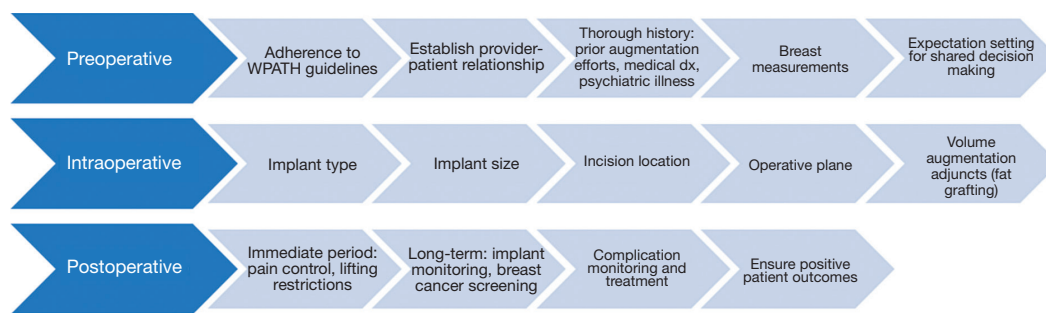 Preoperative
Adherence to
WPATH guidelines
Establish provider-
patient relationship
Thorough history:
prior augmentation
efforts, medical dx,
psychiatric illness
Breast
measurements
Expectation setting
for shared decision
making
Intraoperative
Implant type
Implant size
Incision location
Operative plane
Volume
augmentation
adjuncts (fat
grafting)
Postoperative
Immediate period:
pain control, lifting
restrictions
Long-term: implant
monitoring, breast
cancer screening
Complication
monitoring and
treatment
Ensure positive
patient outcomes